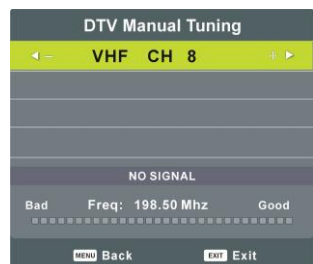 DTV Manual Tuning
VHF CH 8
NO SIGNAL
Bad Freq: 198.50 Mhz Good
MENU Back EXIT Exit